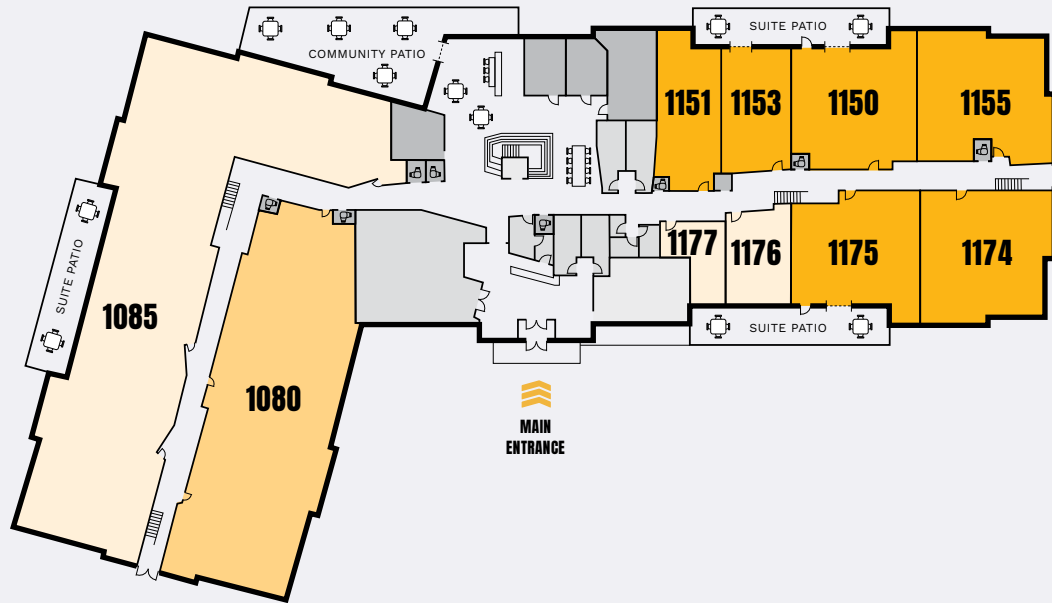 SUITE PATIO
COMMUNITY PATIO
1151
1153
1150
1155
1177
1176
1175
1174
SUITE PATIO
1085
SUITE PATIO
1080
MAIN
ENTRANCE